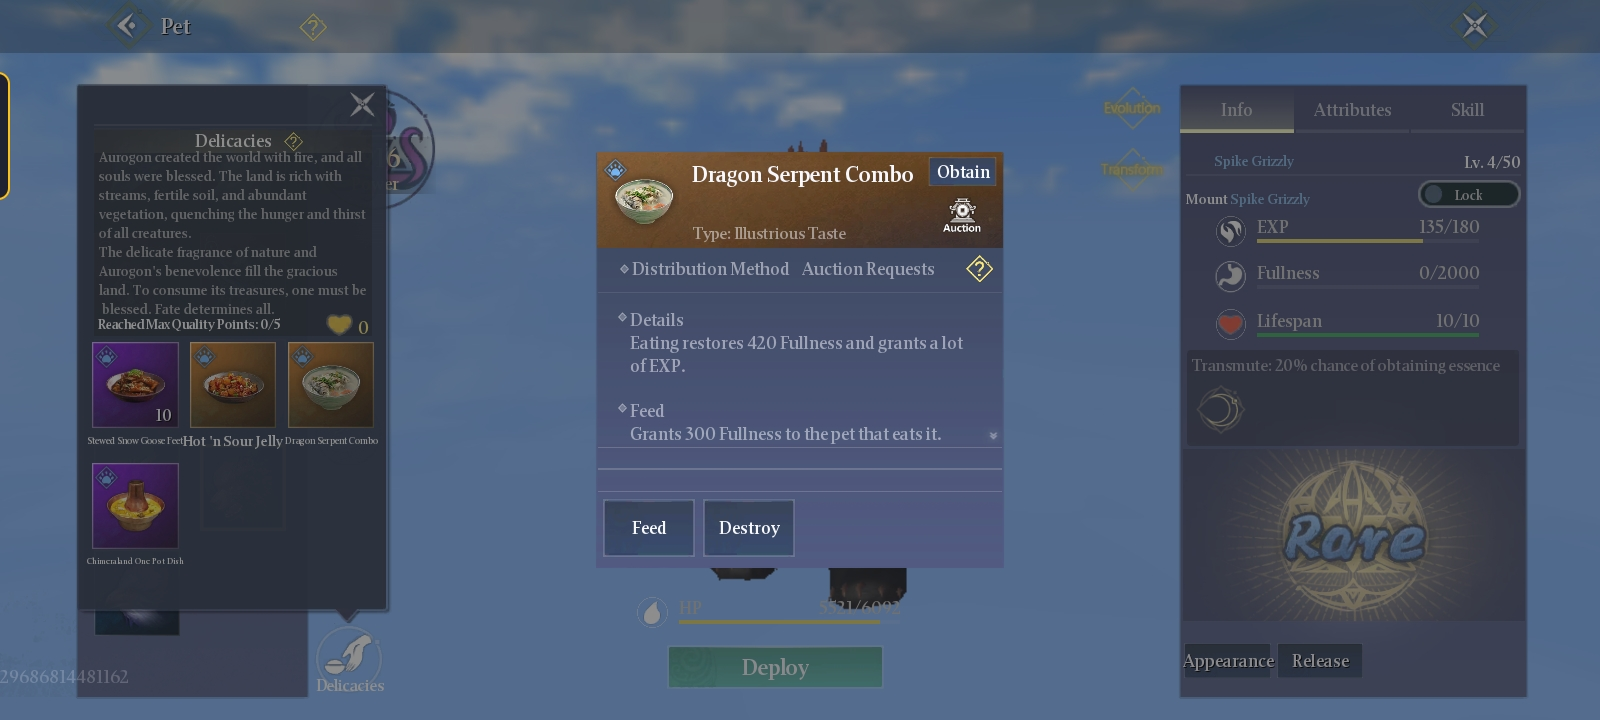 Pet
?
Delicacies
?
Aurogon created the world with fire, and all
souls were blessed. The land is rich with
streams, fertile soil, and abundant
vegetation, quenching the hunger and thirst
of all creatures.
The delicate fragrance of nature and
Aurogon's benevolence fill the gracious
land. To consume its treasures, one must be
blessed. Fate determines all.
Reached Max Quality Points: 0/5
0
10
Stewed Snow Goose Feet
Hot 'n Sour Jelly
Dragon Serpent Combo
Chimeraland One Pot Dish
29686814481162
Delicacies
Dragon Serpent Combo
Obtain
Type: Illustrious Taste
Auction
Distribution Method Auction Requests
?
Details
Eating restores 420 Fullness and grants a lot
of EXP.
Feed
Grants 300 Fullness to the pet that eats it.
Feed
Destroy
HP 5521/6092
Deploy
Evolution
Transform
Info
Attributes
Skill
Spike Grizzly
Lv. 4/50
Mount Spike Grizzly
Lock
EXP 135/180
Fullness 0/2000
Lifespan 10/10
Transmute: 20% chance of obtaining essence
Rare
Appearance
Release